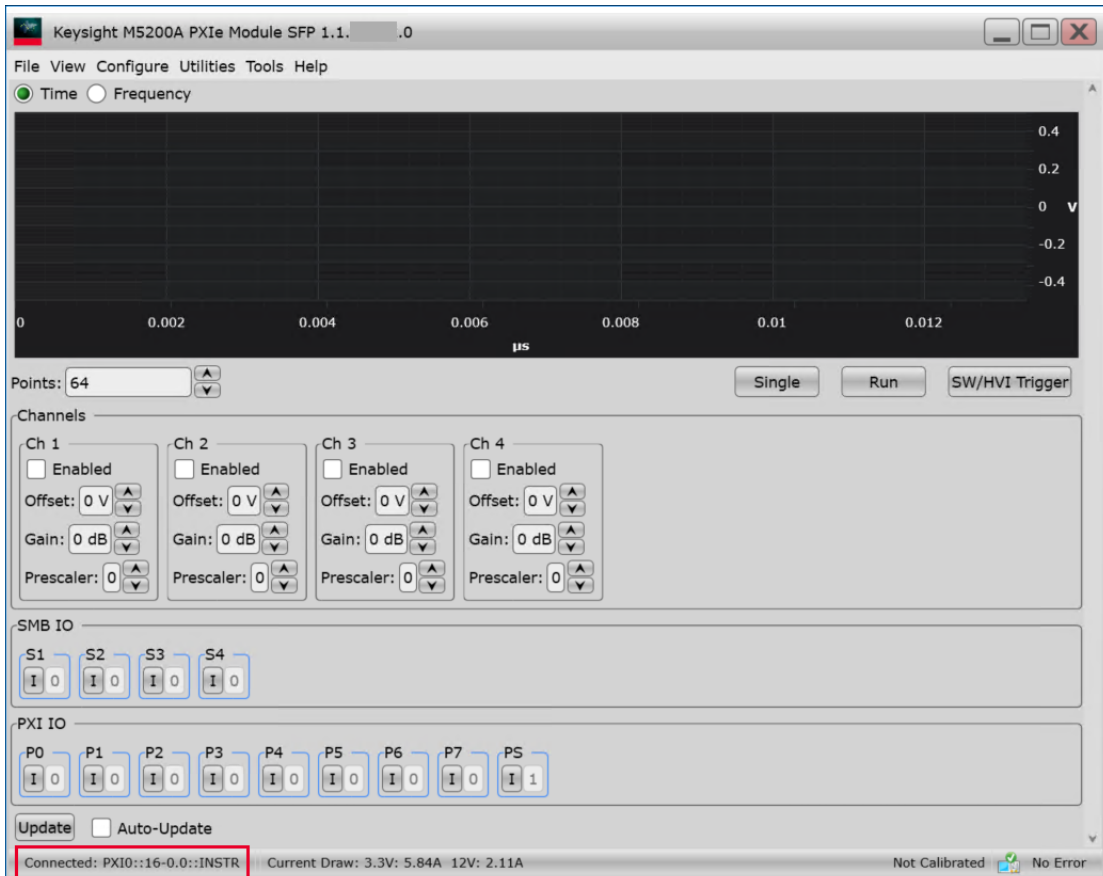 Keysight M5200A PXIe Module SFP 1.1. .0
File View Configure Utilities Tools Help
Time Frequency
0.4
0.2
0 V
-0.2
-0.4
0 0.002 0.004 0.006 0.008 0.01 0.012
µs
Points: 64 Single Run SW/HVI Trigger
Channels
Ch 1 Ch 2 Ch 3 Ch 4
Enabled Enabled Enabled Enabled
Offset: 0 V Offset: 0 V Offset: 0 V Offset: 0 V
Gain: 0 dB Gain: 0 dB Gain: 0 dB Gain: 0 dB
Prescaler: 0 Prescaler: 0 Prescaler: 0 Prescaler: 0
SMB IO
S1 S2 S3 S4
I 0 I 0 I 0 I 0
PXI IO
P0 P1 P2 P3 P4 P5 P6 P7 PS
I 0 I 0 I 0 I 0 I 0 I 0 I 0 I 0 I 1
Update Auto-Update
Connected: PXI0::16-0.0::INSTR Current Draw: 3.3V: 5.84A 12V: 2.11A Not Calibrated No Error